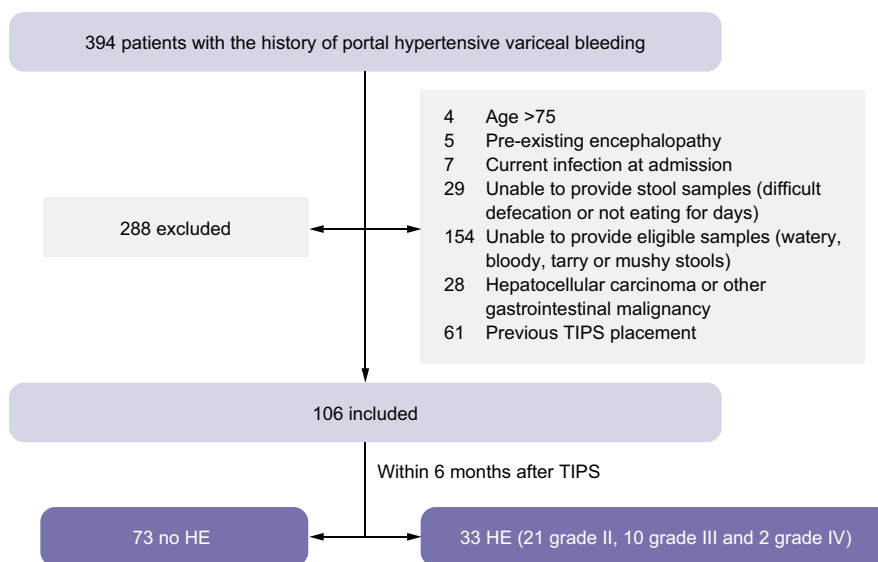 394 patients with the history of portal hypertensive variceal bleeding
4 Age >75
5 Pre-existing encephalopathy
7 Current infection at admission
29 Unable to provide stool samples (difficult
defecation or not eating for days)
154 Unable to provide eligible samples (watery,
bloody, tarry or mushy stools)
28 Hepatocellular carcinoma or other
gastrointestinal malignancy
61 Previous TIPS placement
288 excluded
106 included
Within 6 months after TIPS
73 no HE
33 HE (21 grade II, 10 grade III and 2 grade IV)